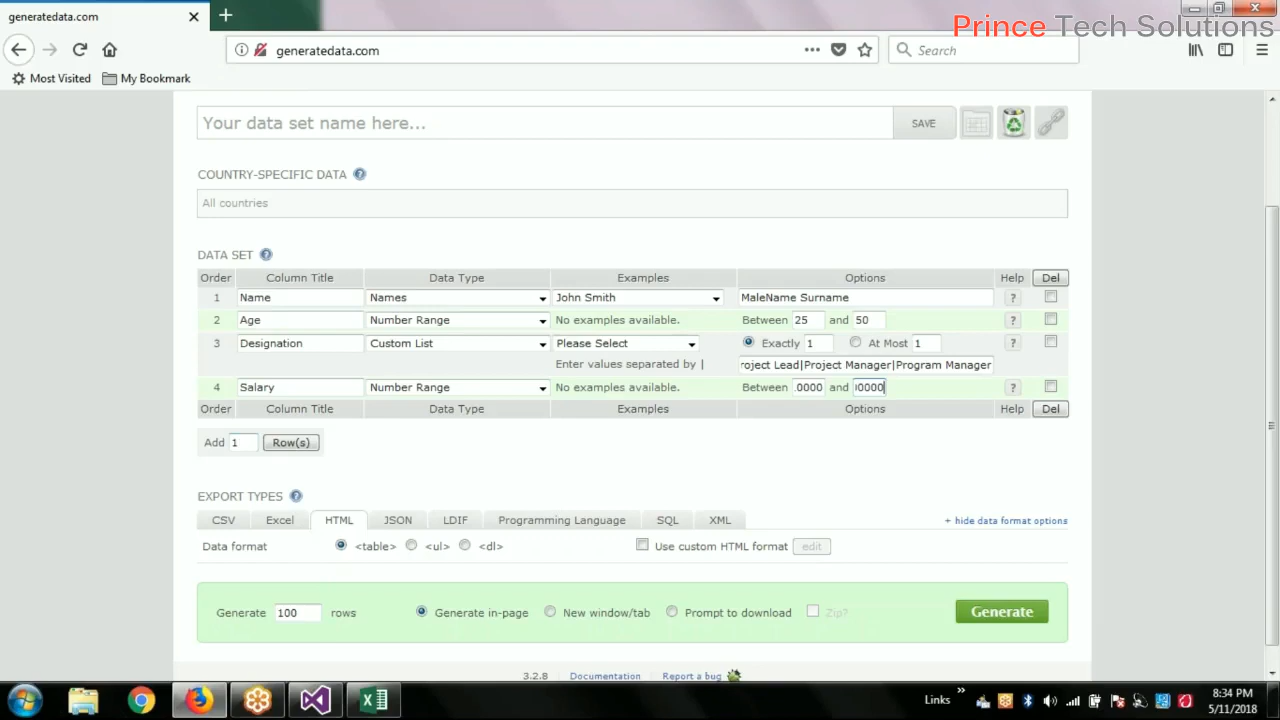 generatedata.com
Prince Tech Solutions
generatedata.com
Search
Most Visited
My Bookmark
Your data set name here...
SAVE
COUNTRY-SPECIFIC DATA
All countries
DATA SET
Order Column Title Data Type Examples Options Help Del
1 Name Names John Smith MaleName Surname ?
2 Age Number Range No examples available. Between 25 and 50 ?
3 Designation Custom List Please Select Exactly 1 At Most 1 ?
Enter values separated by | roject Lead|Project Manager|Program Manager
4 Salary Number Range No examples available. Between 0000 and 0000 ?
Order Column Title Data Type Examples Options Help Del
Add 1 Row(s)
EXPORT TYPES
CSV Excel HTML JSON LDIF Programming Language SQL XML
+ hide data format options
Data format <table> <ul> <dl> Use custom HTML format edit
Generate 100 rows Generate in-page New window/tab Prompt to download Zip? Generate
3.2.8 Documentation Report a bug
Links
8:34 PM
5/11/2018